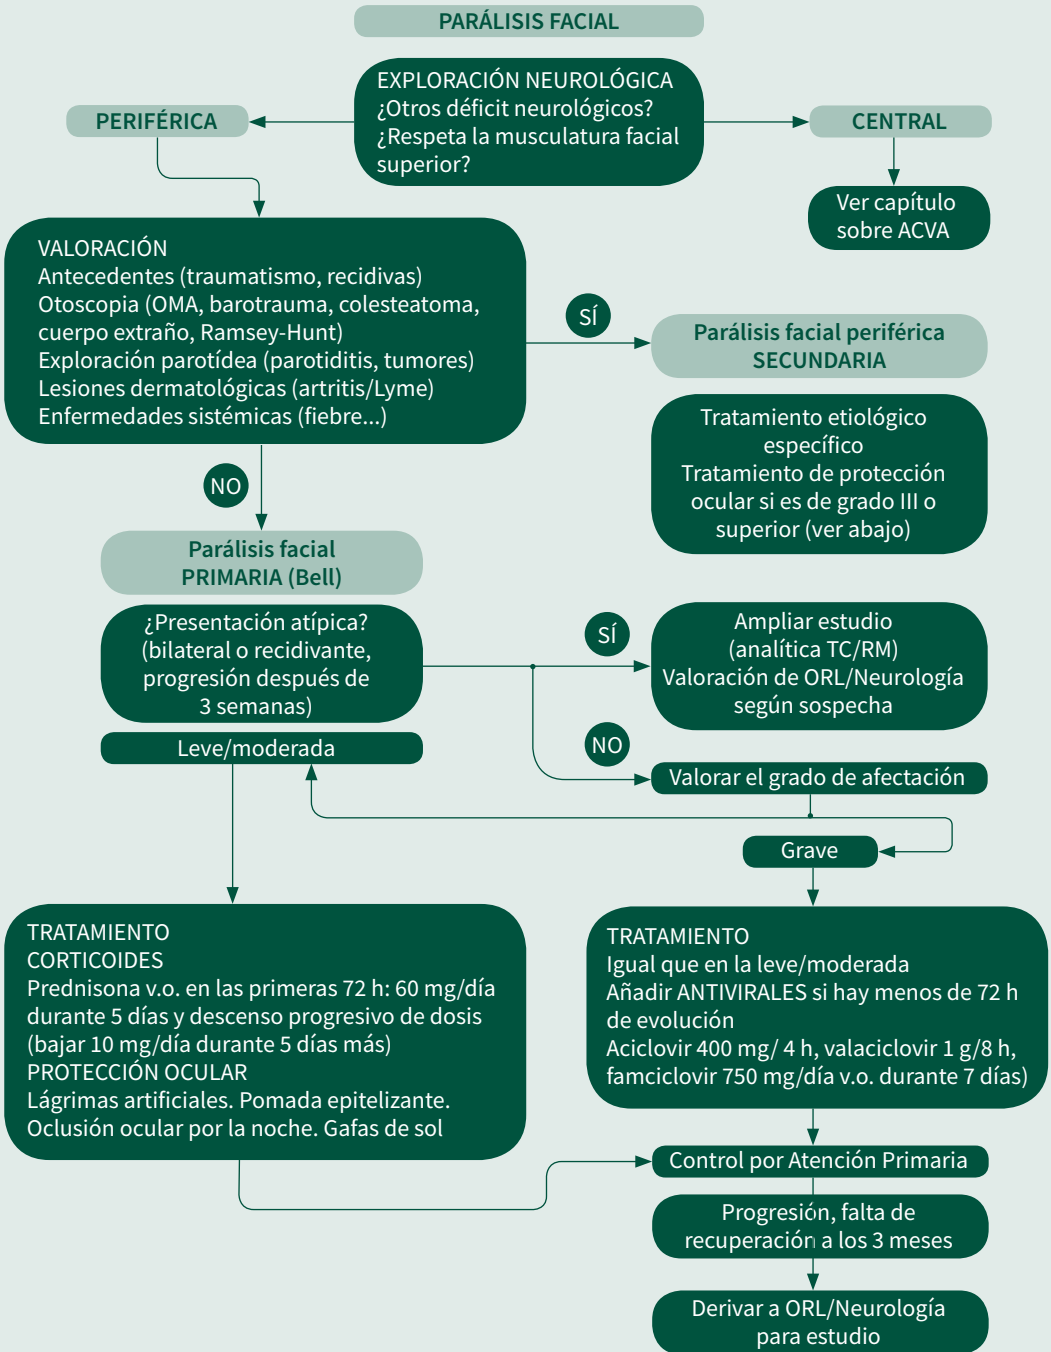 PARÁLISIS FACIAL
EXPLORACIÓN NEUROLÓGICA
¿Otros déficit neurológicos?
¿Respeta la musculatura facial
superior?
PERIFÉRICA
CENTRAL
Ver capítulo
sobre ACVA
VALORACIÓN
Antecedentes (traumatismo, recidivas)
Otoscopia (OMA, barotrauma, colesteatoma,
cuerpo extraño, Ramsey-Hunt)
Exploración parotídea (parotiditis, tumores)
Lesiones dermatológicas (artritis/Lyme)
Enfermedades sistémicas (fiebre...)
SÍ
Parálisis facial periférica
SECUNDARIA
Tratamiento etiológico
específico
Tratamiento de protección
ocular si es de grado III o
superior (ver abajo)
NO
Parálisis facial
PRIMARIA (Bell)
¿Presentación atípica?
(bilateral o recidivante,
progresión después de
3 semanas)
SÍ
Ampliar estudio
(analítica TC/RM)
Valoración de ORL/Neurología
según sospecha
NO
Valorar el grado de afectación
Leve/moderada
Grave
TRATAMIENTO
CORTICOIDES
Prednisona v.o. en las primeras 72 h: 60 mg/día
durante 5 días y descenso progresivo de dosis
(bajar 10 mg/día durante 5 días más)
PROTECCIÓN OCULAR
Lágrimas artificiales. Pomada epitelizante.
Oclusión ocular por la noche. Gafas de sol
TRATAMIENTO
Igual que en la leve/moderada
Añadir ANTIVIRALES si hay menos de 72 h
de evolución
Aciclovir 400 mg/ 4 h, valaciclovir 1 g/8 h,
famciclovir 750 mg/día v.o. durante 7 días)
Control por Atención Primaria
Progresión, falta de
recuperación a los 3 meses
Derivar a ORL/Neurología
para estudio